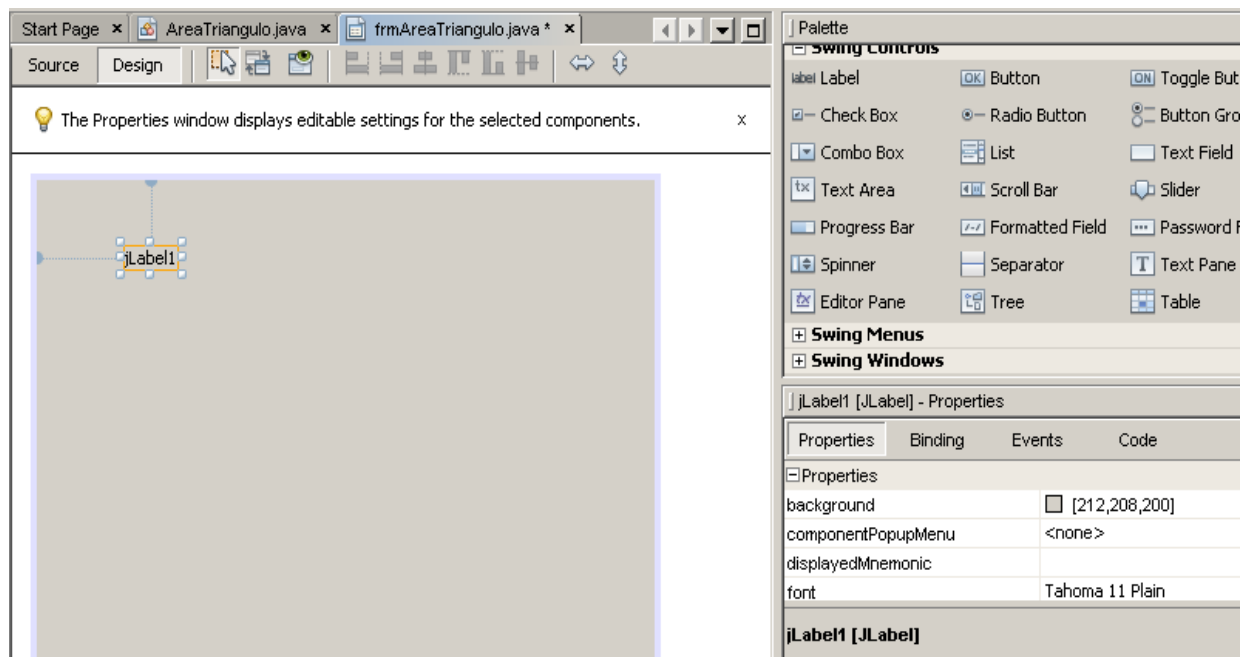 Start Page x AreaTriangulo.java x frmAreaTriangulo.java * x
Source Design
The Properties window displays editable settings for the selected components. x
jLabel1
Palette
Swing Controls
label Label OK Button ON Toggle But
Check Box Radio Button Button Gro
Combo Box List Text Field
tx Text Area Scroll Bar Slider
Progress Bar Formatted Field Password F
Spinner Separator T Text Pane
Editor Pane Tree Table
Swing Menus
Swing Windows
jLabel1 [JLabel] - Properties
Properties Binding Events Code
Properties
background [212,208,200]
componentPopupMenu <none>
displayedMnemonic
font Tahoma 11 Plain
jLabel1 [JLabel]